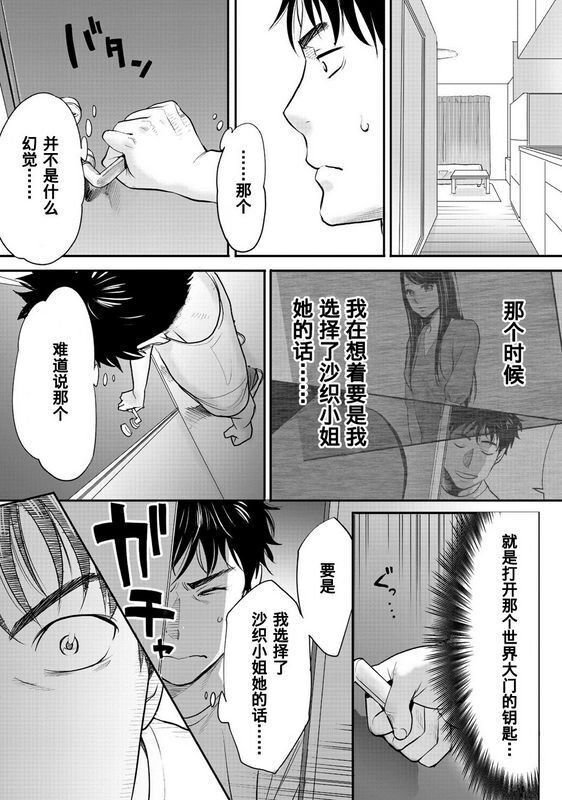 ……那个
バタン
并不是什么
幻觉……
那个时候
我在想着要是我
选择了沙织小姐
她的话……
难道说那个
就是打开那个世界大门的钥匙…
ぐっ…
要是
我选择了
沙织小姐
她的话……
ガチャ